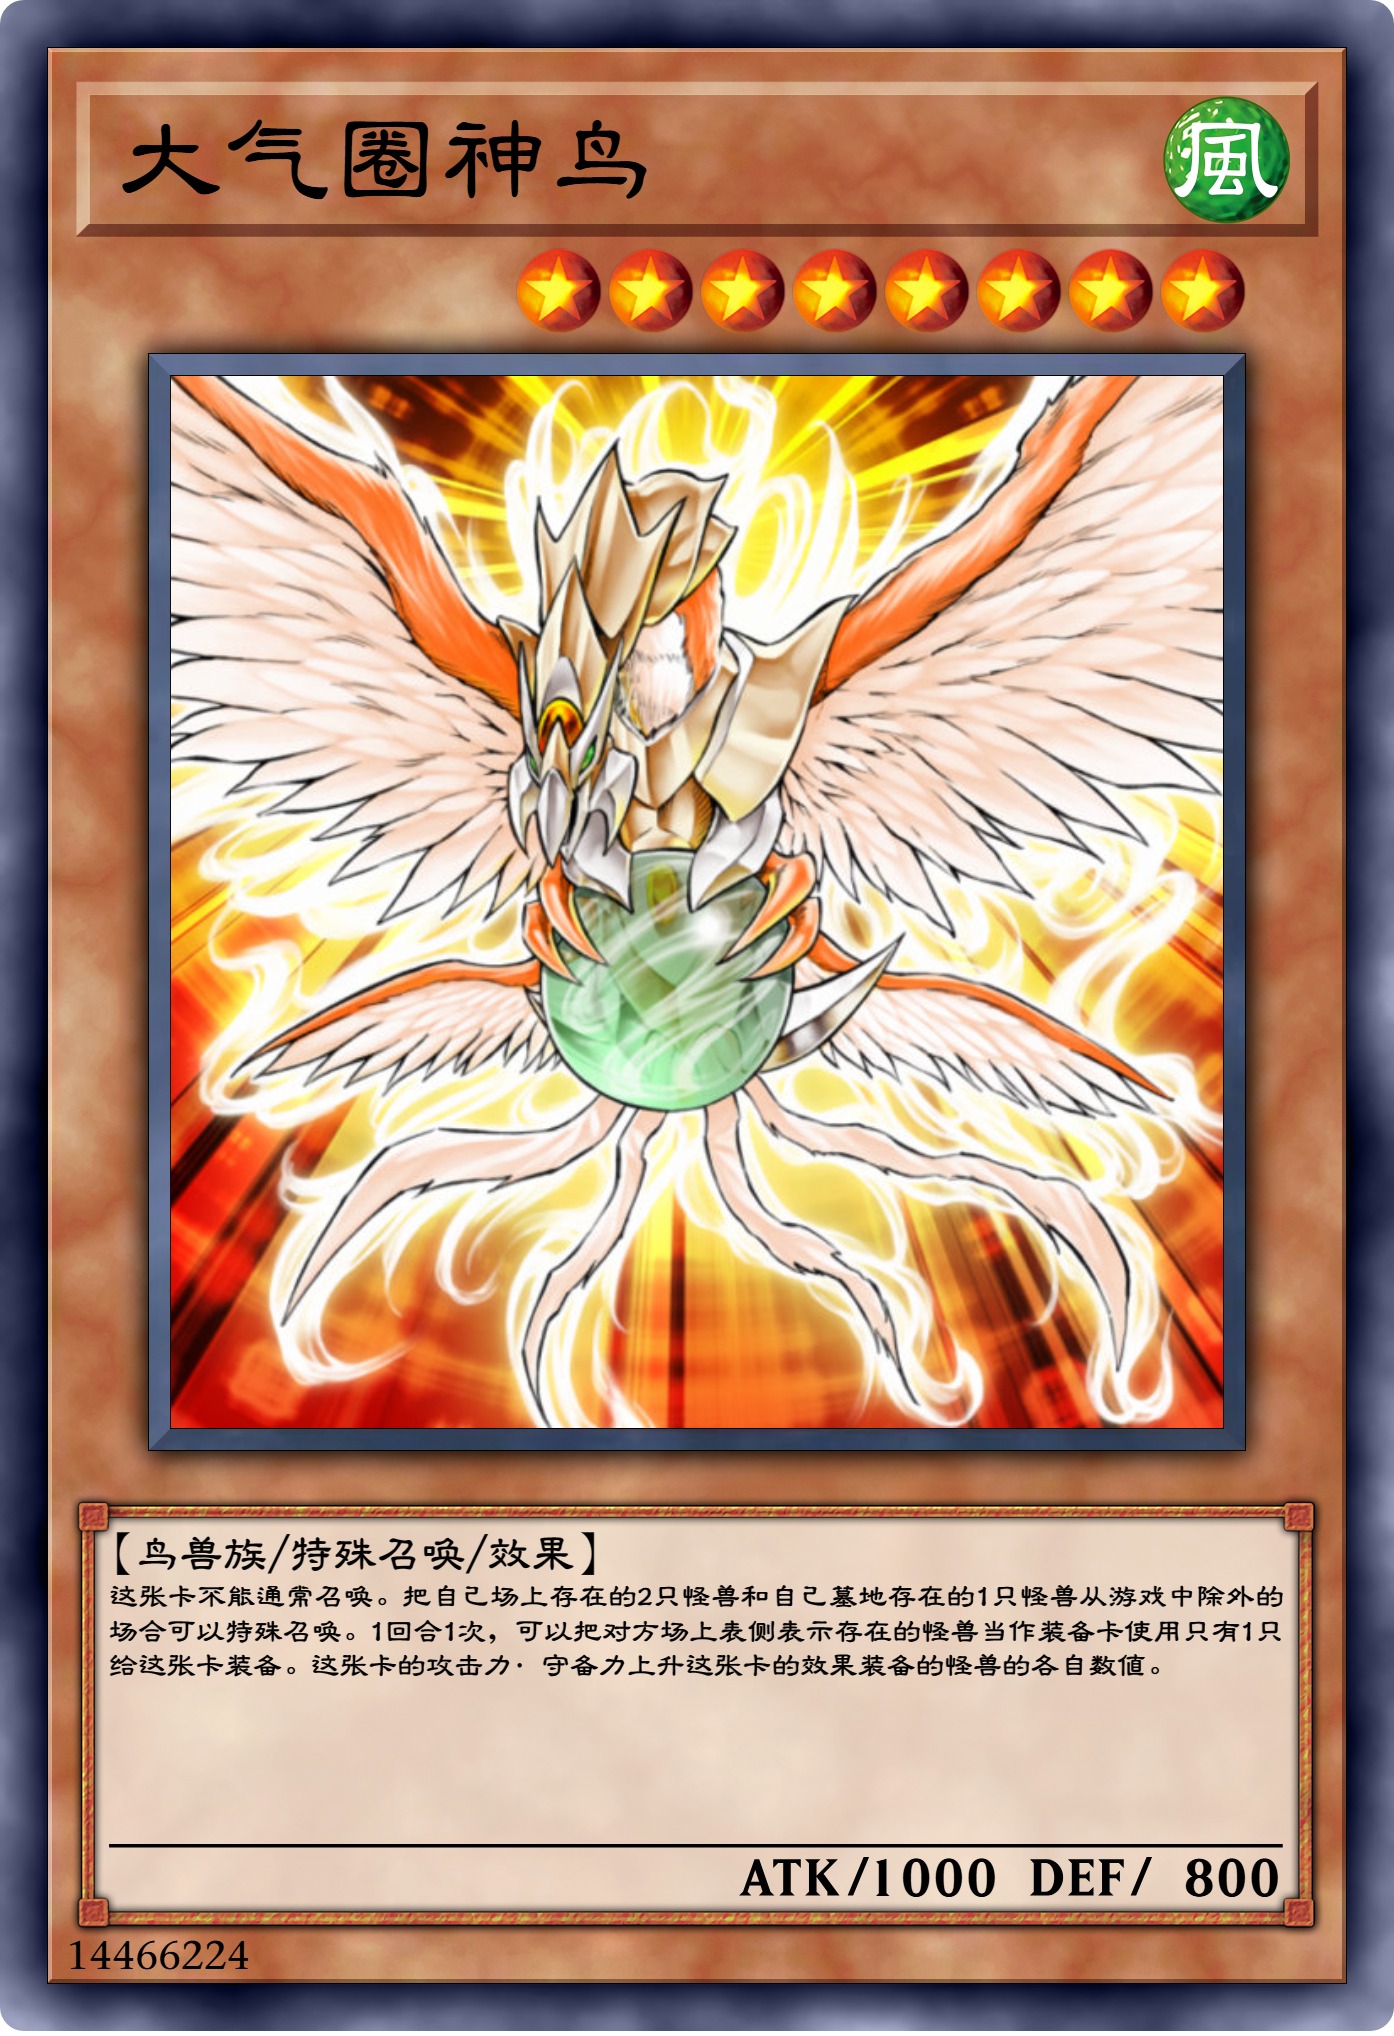 大气圈神鸟
風
【鸟兽族/特殊召唤/效果】
这张卡不能通常召唤。把自己场上存在的2只怪兽和自己墓地存在的1只怪兽从游戏中除外的
场合可以特殊召唤。1回合1次，可以把对方场上表侧表示存在的怪兽当作装备卡使用只有1只
给这张卡装备。这张卡的攻击力·守备力上升这张卡的效果装备的怪兽的各自数值。
ATK/1000 DEF/ 800
14466224